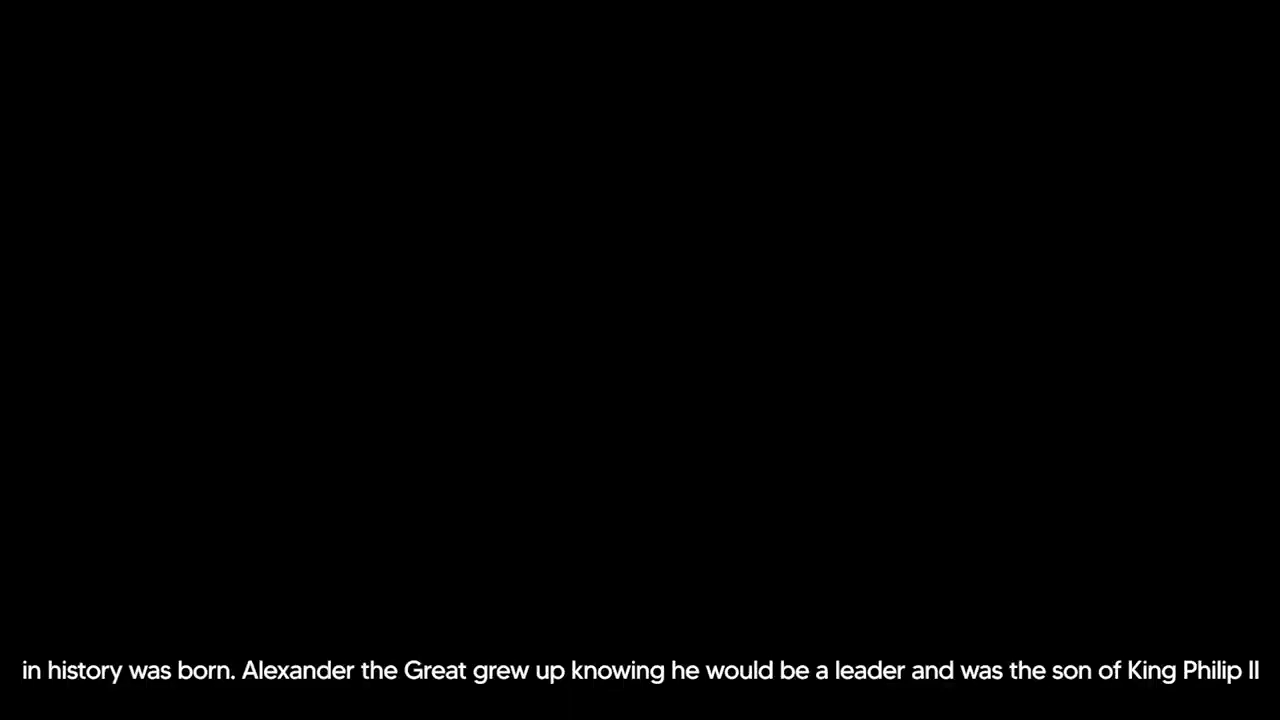 in history was born. Alexander the Great grew up knowing he would be a leader and was the son of King Philip II